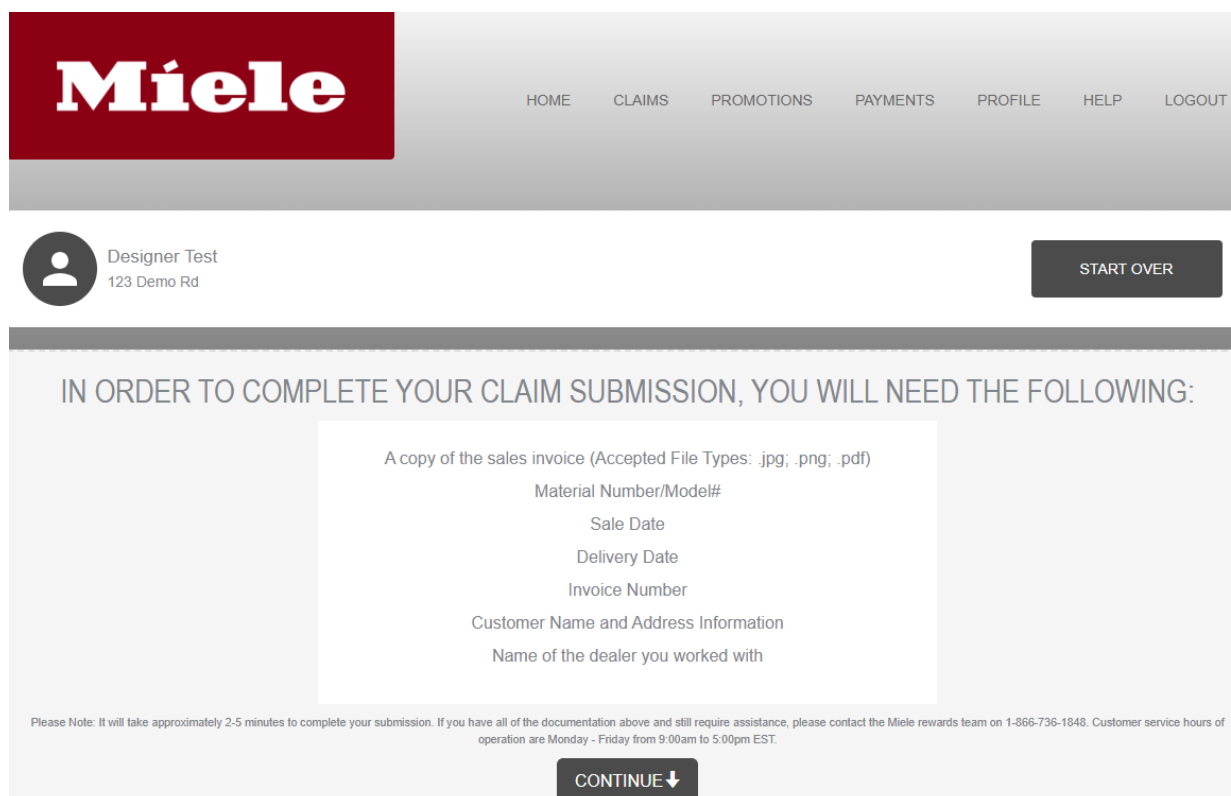 Miele
HOME CLAIMS PROMOTIONS PAYMENTS PROFILE HELP LOGOUT
Designer Test
123 Demo Rd
START OVER
IN ORDER TO COMPLETE YOUR CLAIM SUBMISSION, YOU WILL NEED THE FOLLOWING:
A copy of the sales invoice (Accepted File Types: .jpg; .png; .pdf)
Material Number/Model#
Sale Date
Delivery Date
Invoice Number
Customer Name and Address Information
Name of the dealer you worked with
Please Note: It will take approximately 2-5 minutes to complete your submission. If you have all of the documentation above and still require assistance, please contact the Miele rewards team on 1-866-736-1848. Customer service hours of
operation are Monday - Friday from 9:00am to 5:00pm EST.
CONTINUE